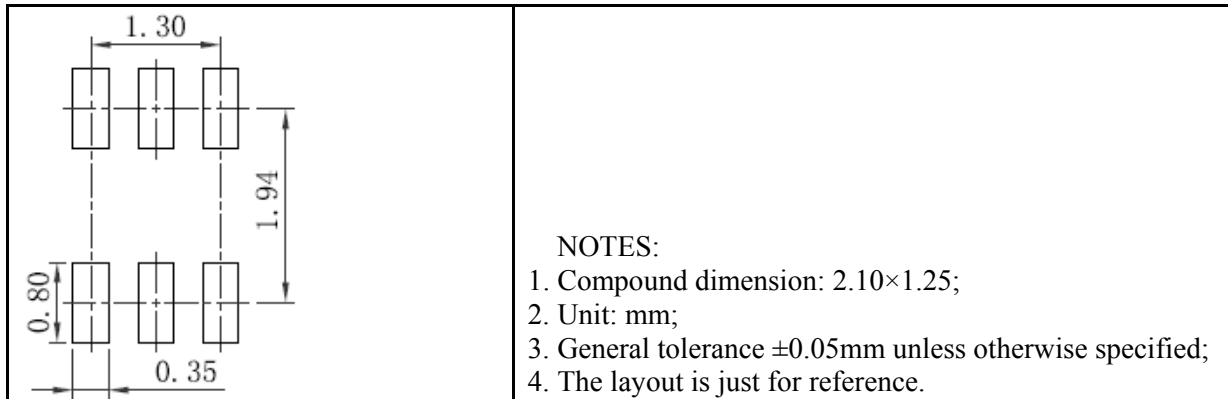 1. 30
1. 94
0. 80
0. 35
NOTES:
1. Compound dimension: 2.10×1.25;
2. Unit: mm;
3. General tolerance ±0.05mm unless otherwise specified;
4. The layout is just for reference.